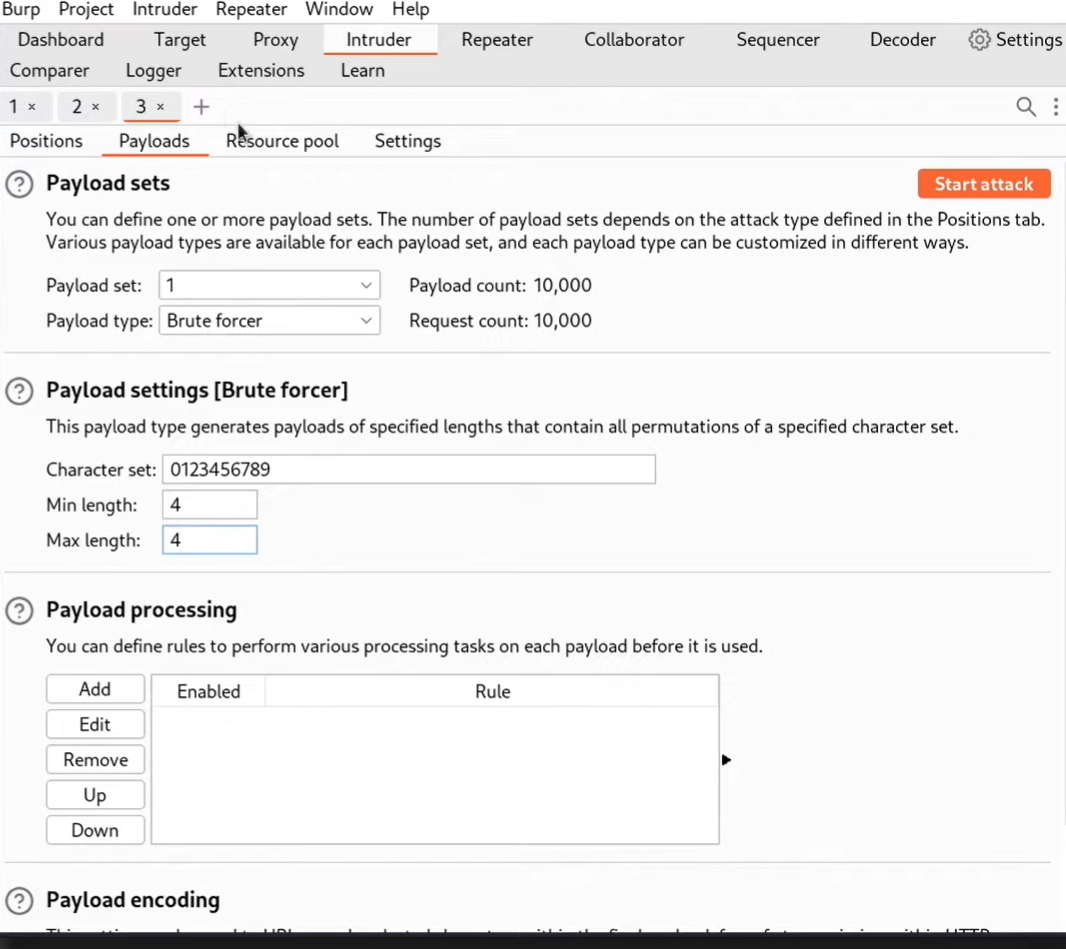 Burp Project Intruder Repeater Window Help
Dashboard Target Proxy Intruder Repeater Collaborator Sequencer Decoder Settings
Comparer Logger Extensions Learn
1 × 2 × 3 × +
Positions Payloads Resource pool Settings
? Payload sets Start attack
You can define one or more payload sets. The number of payload sets depends on the attack type defined in the Positions tab.
Various payload types are available for each payload set, and each payload type can be customized in different ways.
Payload set: 1 Payload count: 10,000
Payload type: Brute forcer Request count: 10,000
? Payload settings [Brute forcer]
This payload type generates payloads of specified lengths that contain all permutations of a specified character set.
Character set: 0123456789
Min length: 4
Max length: 4
? Payload processing
You can define rules to perform various processing tasks on each payload before it is used.
Add Enabled Rule
Edit
Remove
Up
Down
? Payload encoding